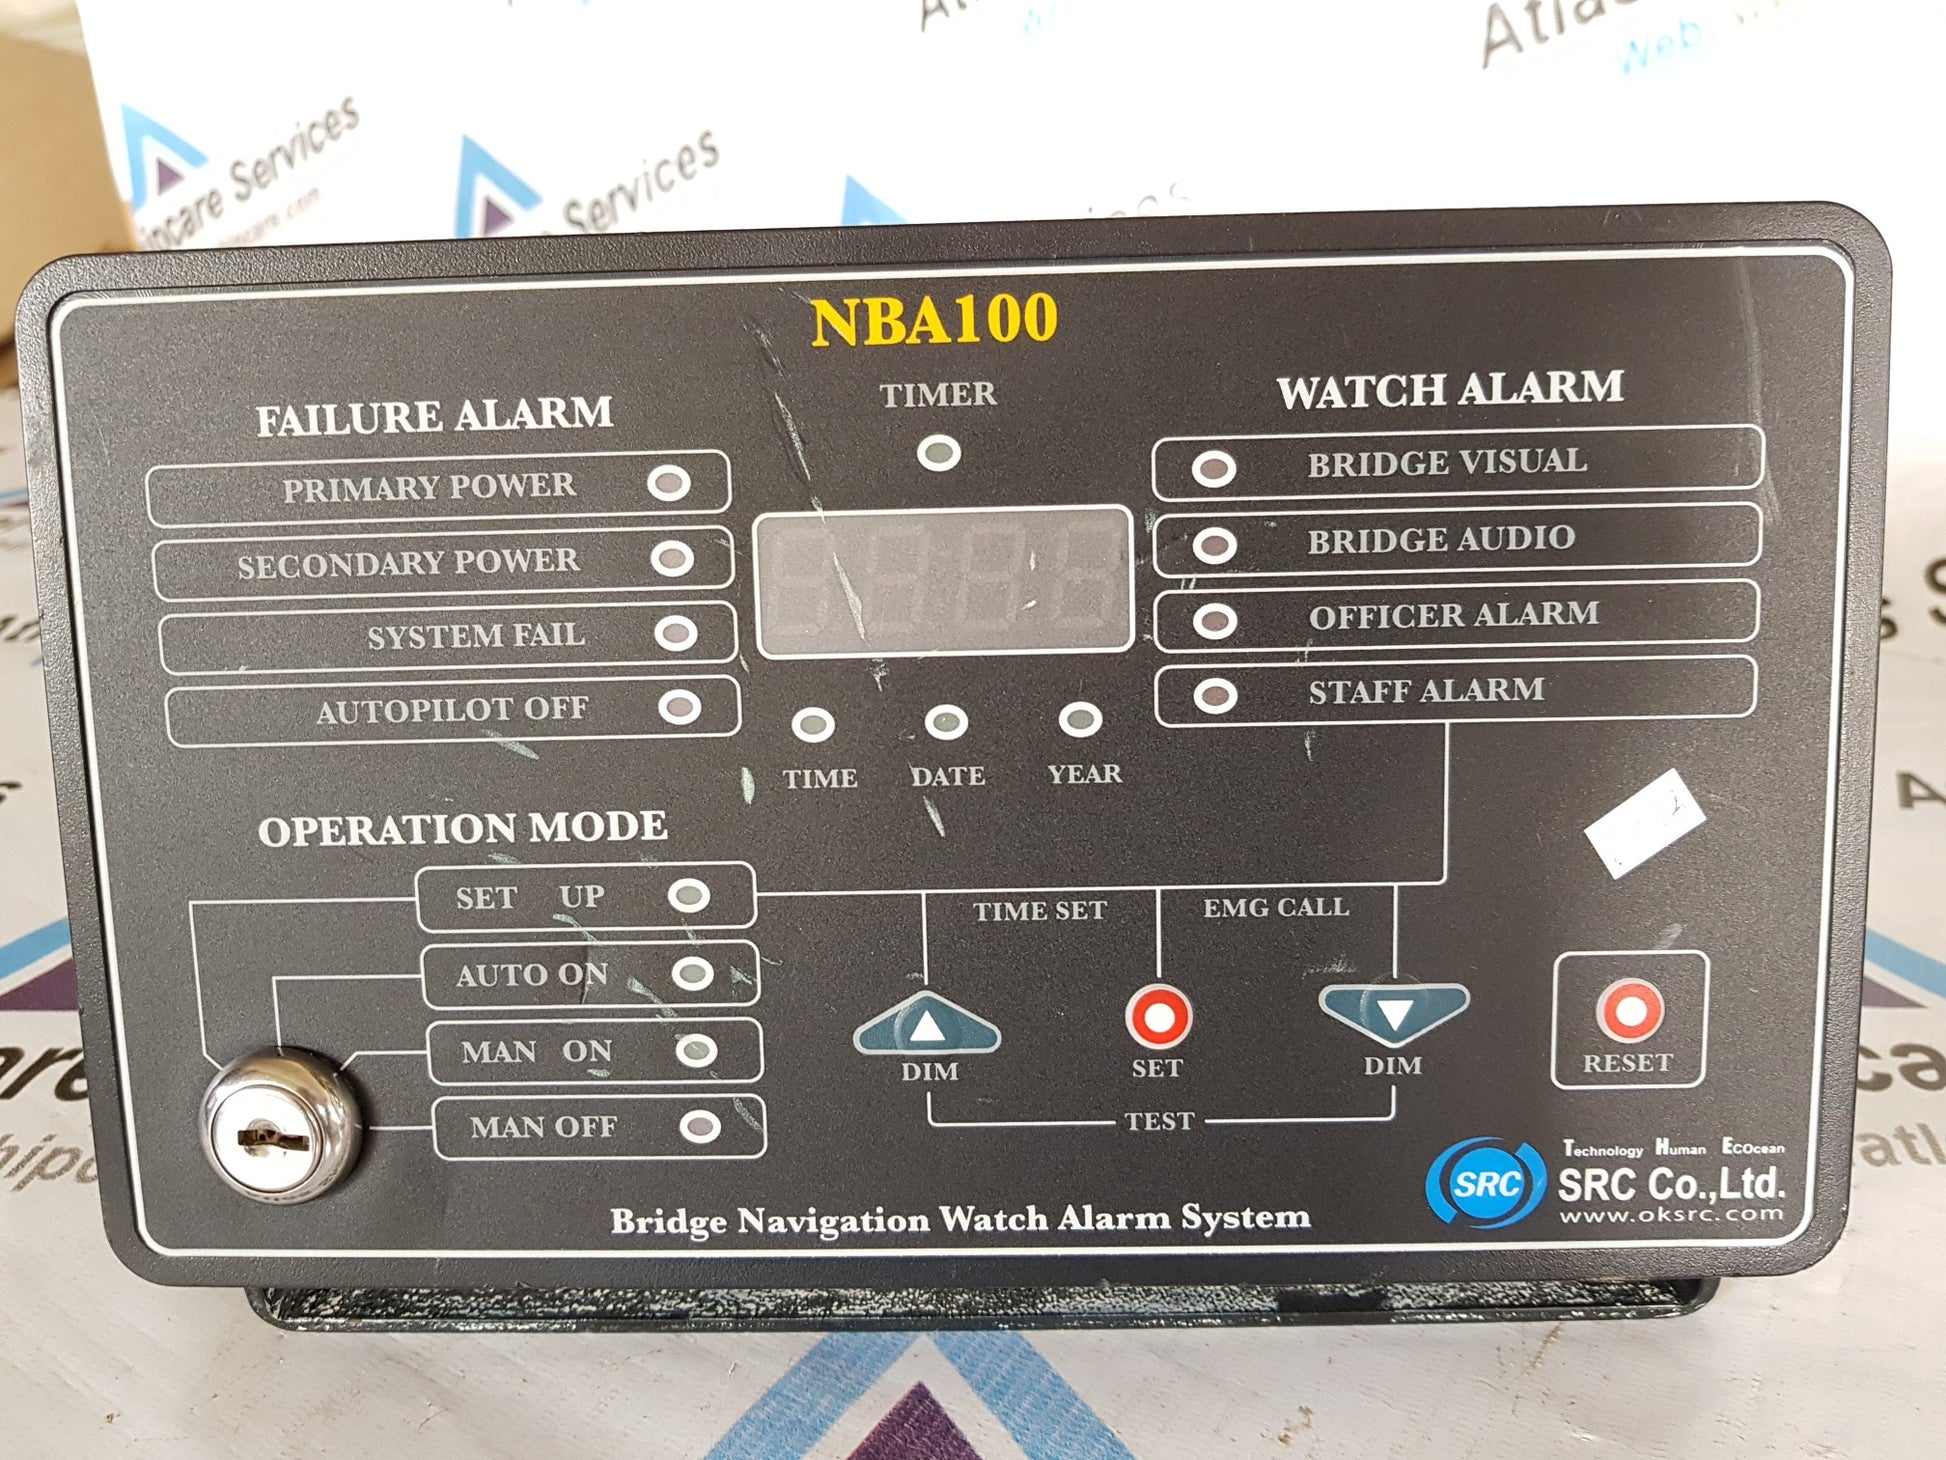 Services
Services
NBA100
TIMER
FAILURE ALARM
PRIMARY POWER
SECONDARY POWER
SYSTEM FAIL
AUTOPILOT OFF
WATCH ALARM
BRIDGE VISUAL
BRIDGE AUDIO
OFFICER ALARM
STAFF ALARM
TIME DATE YEAR
OPERATION MODE
SET UP
AUTO ON
MAN ON
MAN OFF
TIME SET EMG CALL
DIM SET DIM RESET
TEST
Bridge Navigation Watch Alarm System
SRC
Technology Human EcOcean
SRC Co.,Ltd.
www.oksrc.com